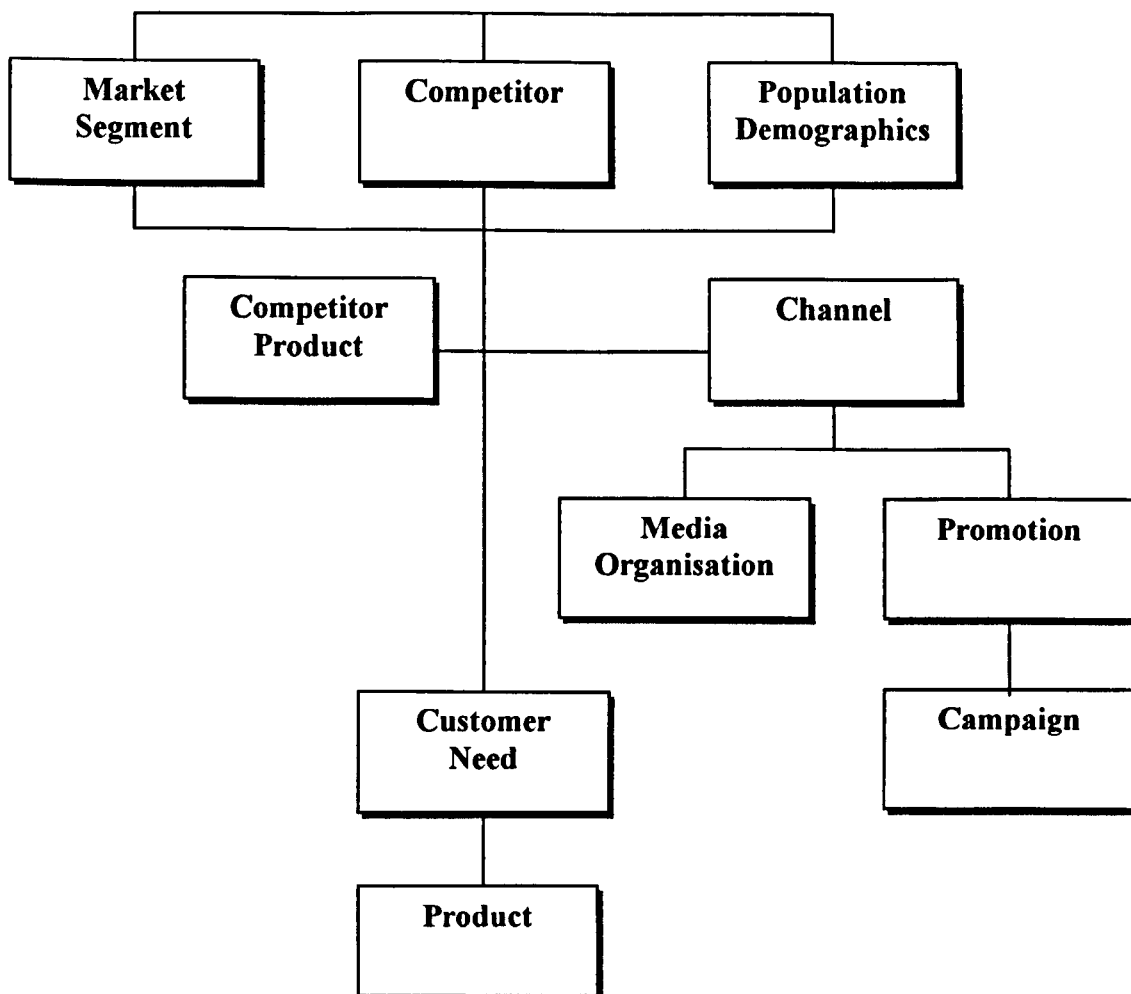 Market
Segment
Competitor
Population
Demographics
Competitor
Product
Channel
Media
Organisation
Promotion
Customer
Need
Campaign
Product